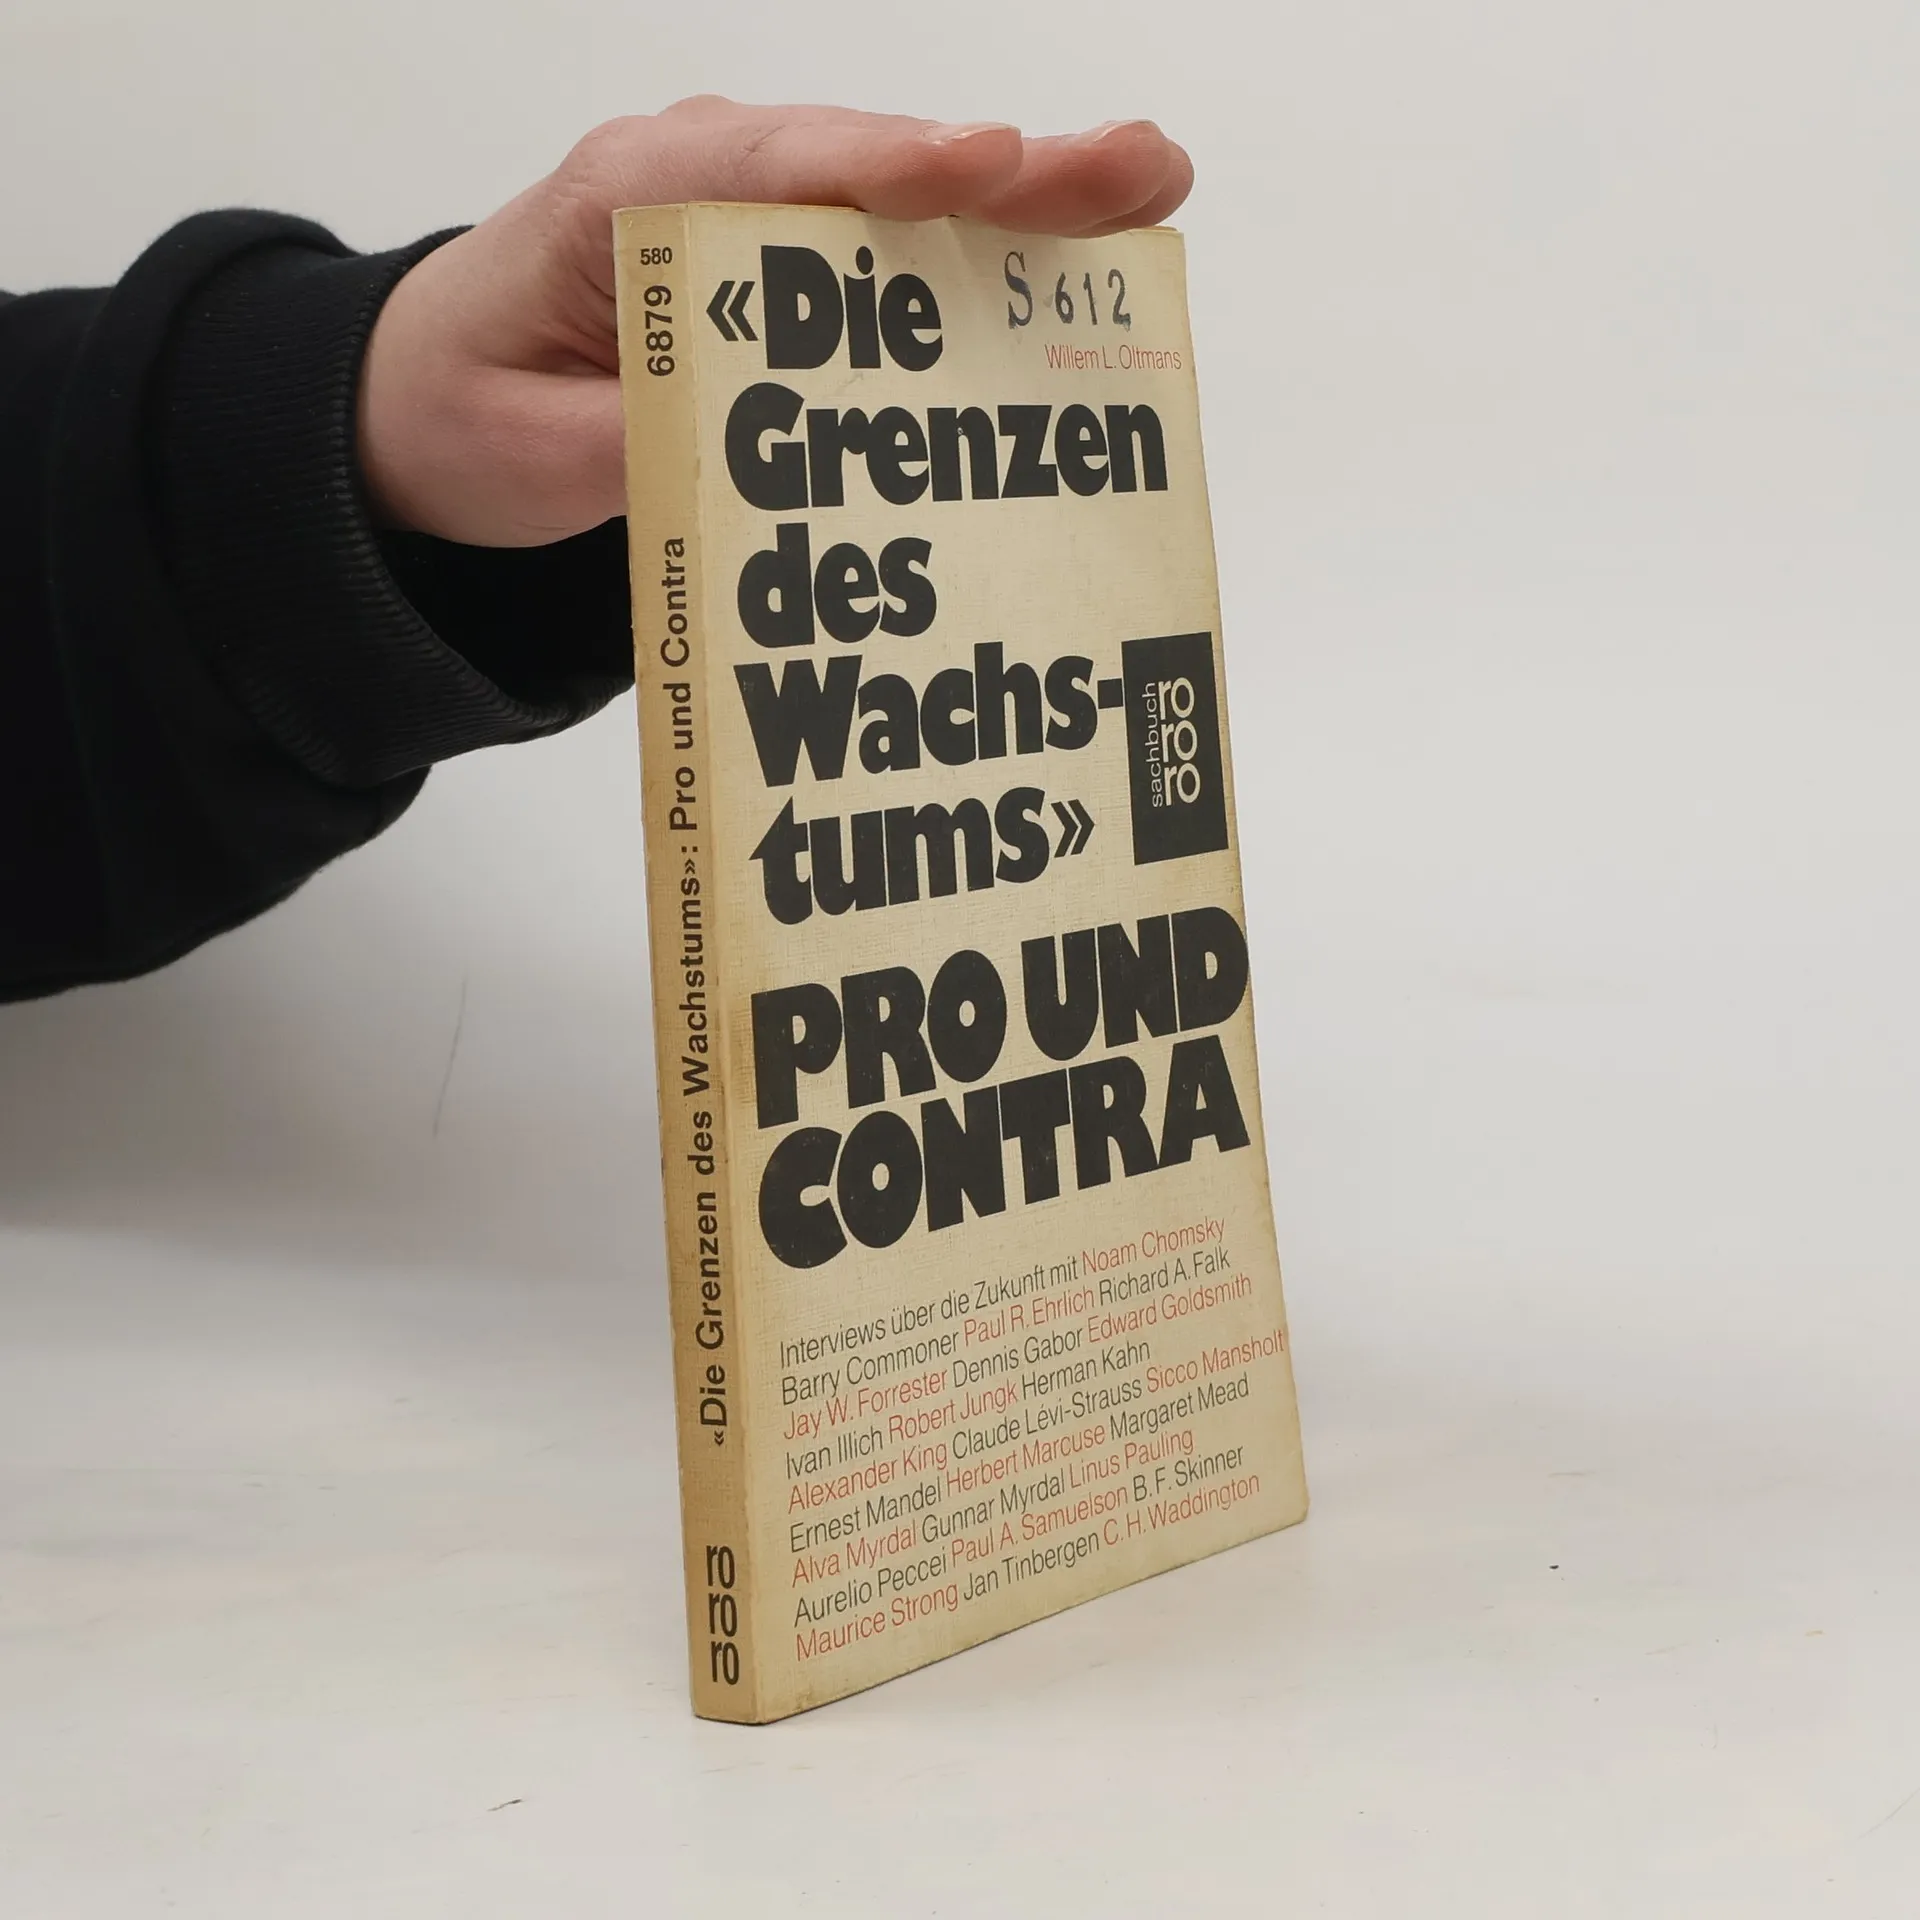 580
6879
«Die Grenzen des Wachstums»: Pro und Contra
ro
ro
ro
S 612
Willem L. Oltmans
«Die
Grenzen
des
Wachs-
tums»
sachbuch
ro
ro
ro
PRO UND
CONTRA
Interviews über die Zukunft mit Noam Chomsky
Barry Commoner Paul R. Ehrlich Richard A. Falk
Jay W. Forrester Dennis Gabor Edward Goldsmith
Ivan Illich Robert Jungk Herman Kahn
Alexander King Claude Lévi-Strauss Sicco Mansholt
Ernest Mandel Herbert Marcuse Margaret Mead
Alva Myrdal Gunnar Myrdal Linus Pauling
Aurelio Peccei Paul A. Samuelson B. F. Skinner
Maurice Strong Jan Tinbergen C. H. Waddington